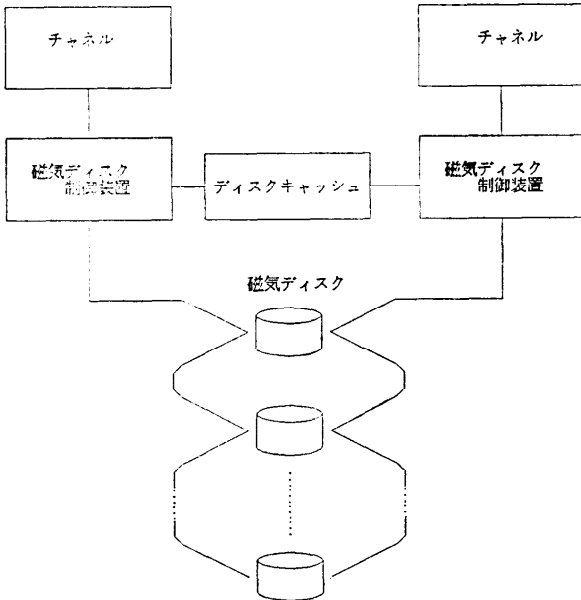 チャネル
チャネル
磁気ディスク
制御装置
ディスクキャッシュ
磁気ディスク
制御装置
磁気ディスク